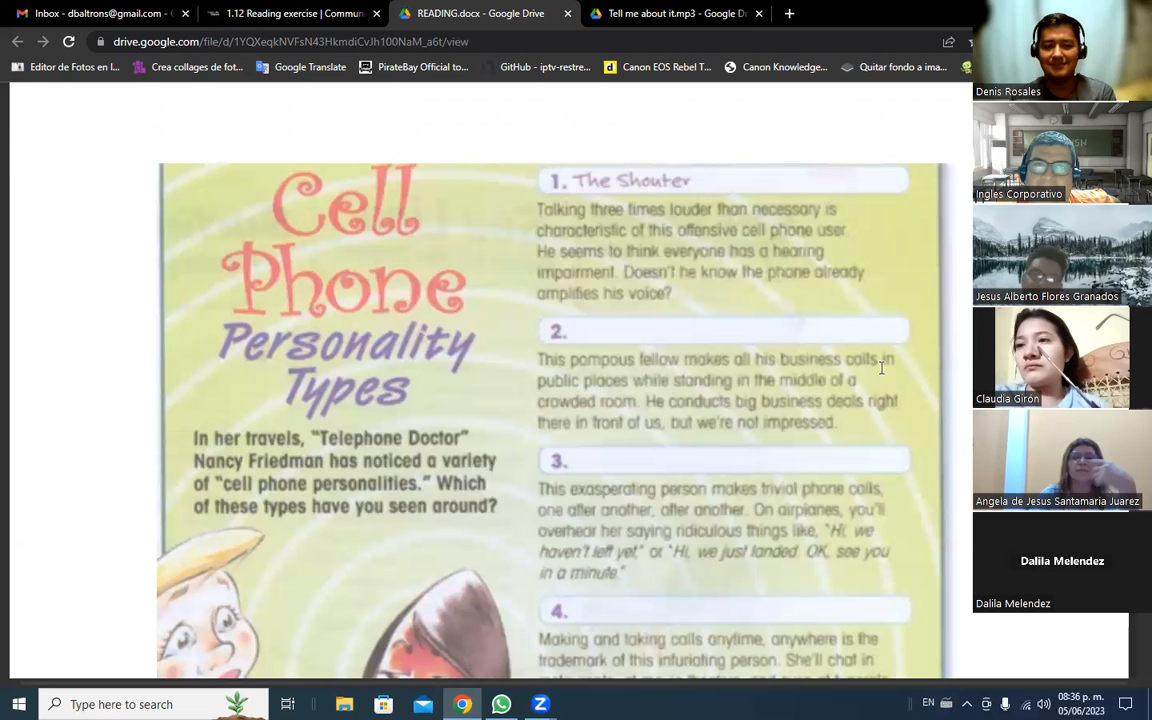 Inbox - dbaltrons@gmail.com -
1.12 Reading exercise | Commun
READING.docx - Google Drive
Tell me about it.mp3 - Google D
drive.google.com/file/d/1YQXeqkNVFsN43HkmdiCvJh100NaM_a6t/view
Editor de Fotos en l...
Crea collages de fot...
Google Translate
PirateBay Official to...
GitHub - iptv-restre...
Canon EOS Rebel T...
Canon Knowledge...
Quitar fondo a ima...
Cell
Phone
Personality
Types
In her travels, "Telephone Doctor"
Nancy Friedman has noticed a variety
of "cell phone personalities." Which
of these types have you seen around?
1. The Shouter
Talking three times louder than necessary is
characteristic of this offensive cell phone user.
He seems to think everyone has a hearing
impairment. Doesn't he know the phone already
amplifies his voice?
2.
This pompous fellow makes all his business calls in
public places while standing in the middle of a
crowded room. He conducts big business deals right
there in front of us, but we're not impressed.
3.
This exasperating person makes trivial phone calls,
one after another, after another. On airplanes, you'll
overhear her saying ridiculous things like, "Hi, we
haven't left yet," or "Hi, we just landed. OK, see you
in a minute."
4.
Making and taking calls anytime, anywhere is the
trademark of this infuriating person. She'll chat in
Denis Rosales
ENGLISH
Ingles Corporativo
Jesus Alberto Flores Granados
Claudia Girón
Angela de Jesus Santamaria Juarez
Dalila Melendez
Dalila Melendez
Type here to search
EN
08:36 p. m.
05/06/2023